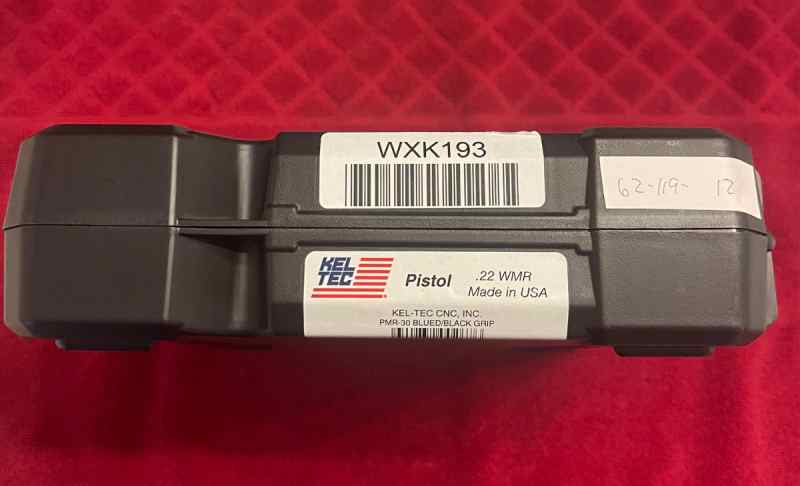 WXK193
62-119- 12
KEL
TEC
Pistol .22 WMR
Made in USA
KEL-TEC CNC, INC.
PMR-30 BLUED/BLACK GRIP